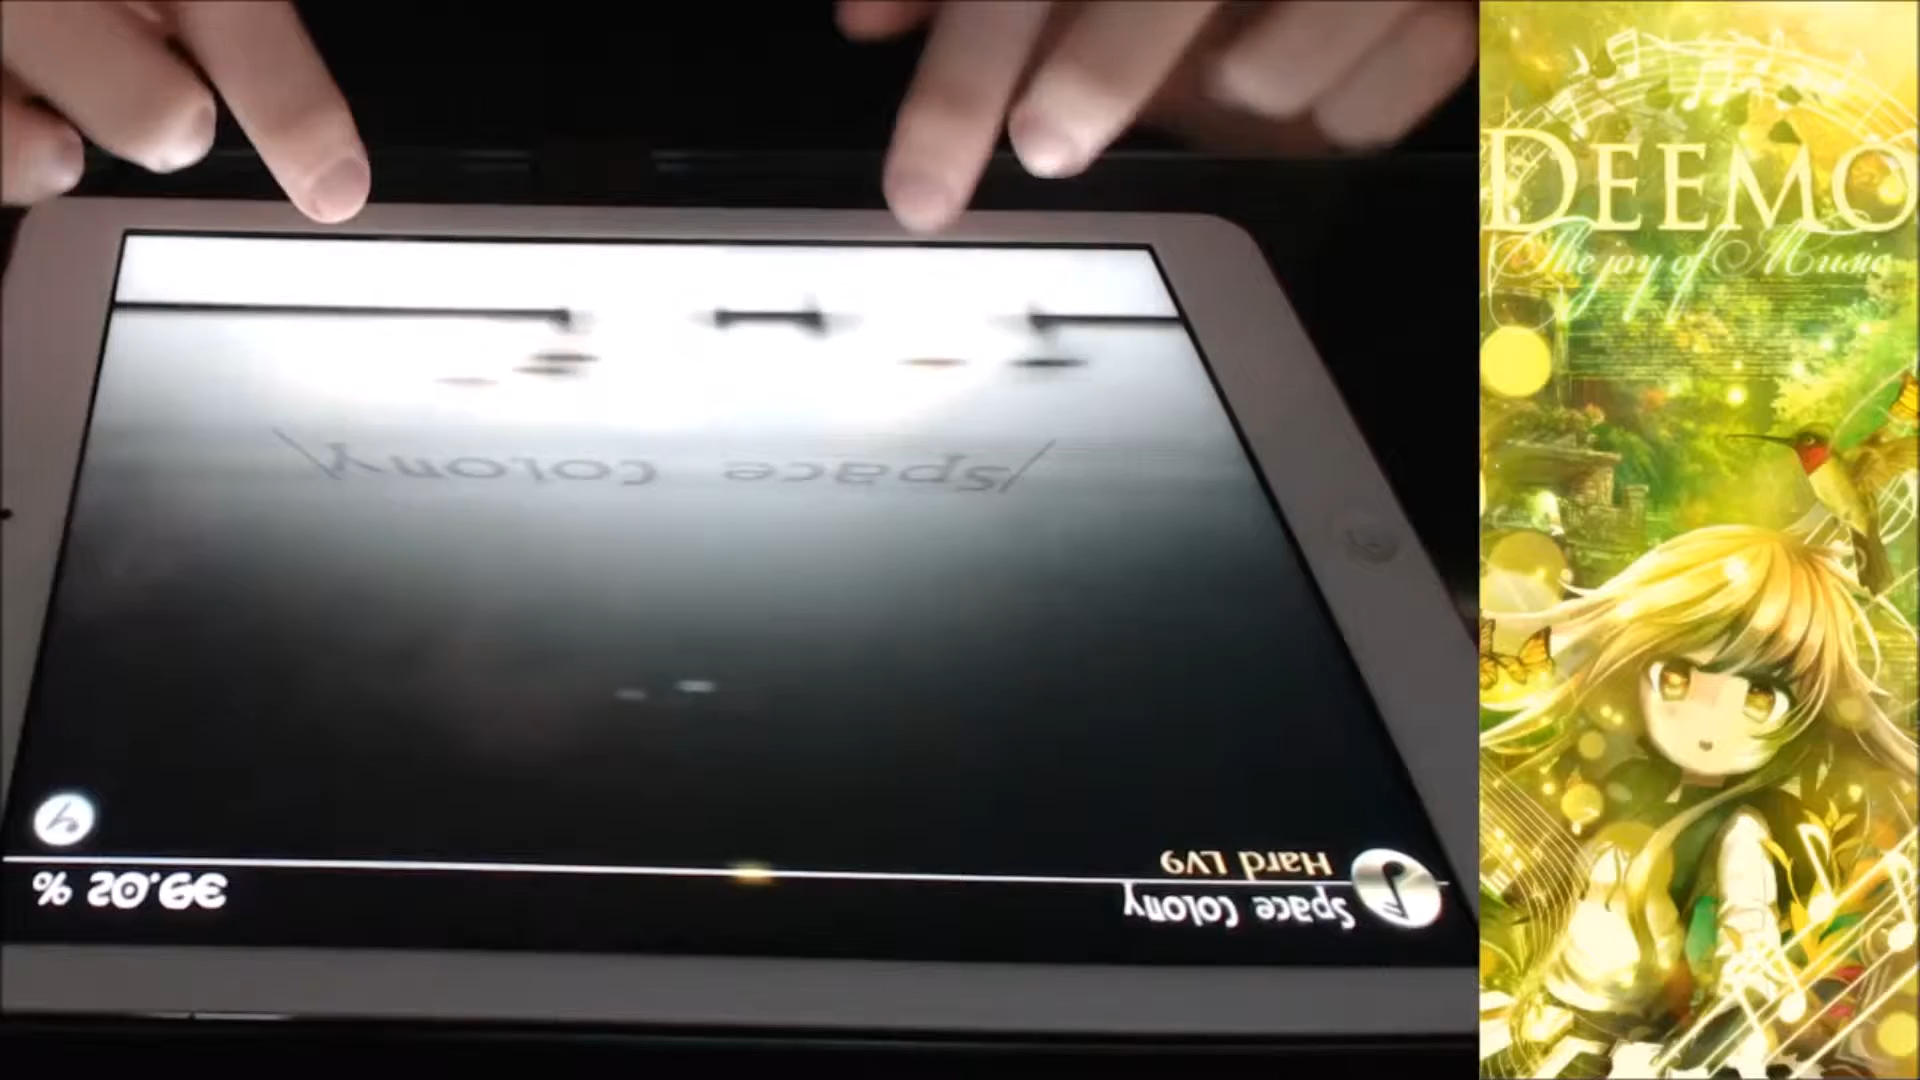 Space Colony
39.02 %
Hard LV9
/space colony\
DEEMO
The joy of Music